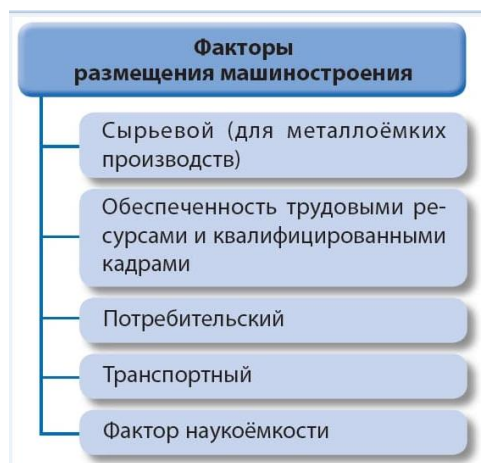 Факторы
размещения машиностроения
Сырьевой (для металлоёмких
производств)
Обеспеченность трудовыми ре-
сурсами и квалифицированными
кадрами
Потребительский
Транспортный
Фактор наукоёмкости